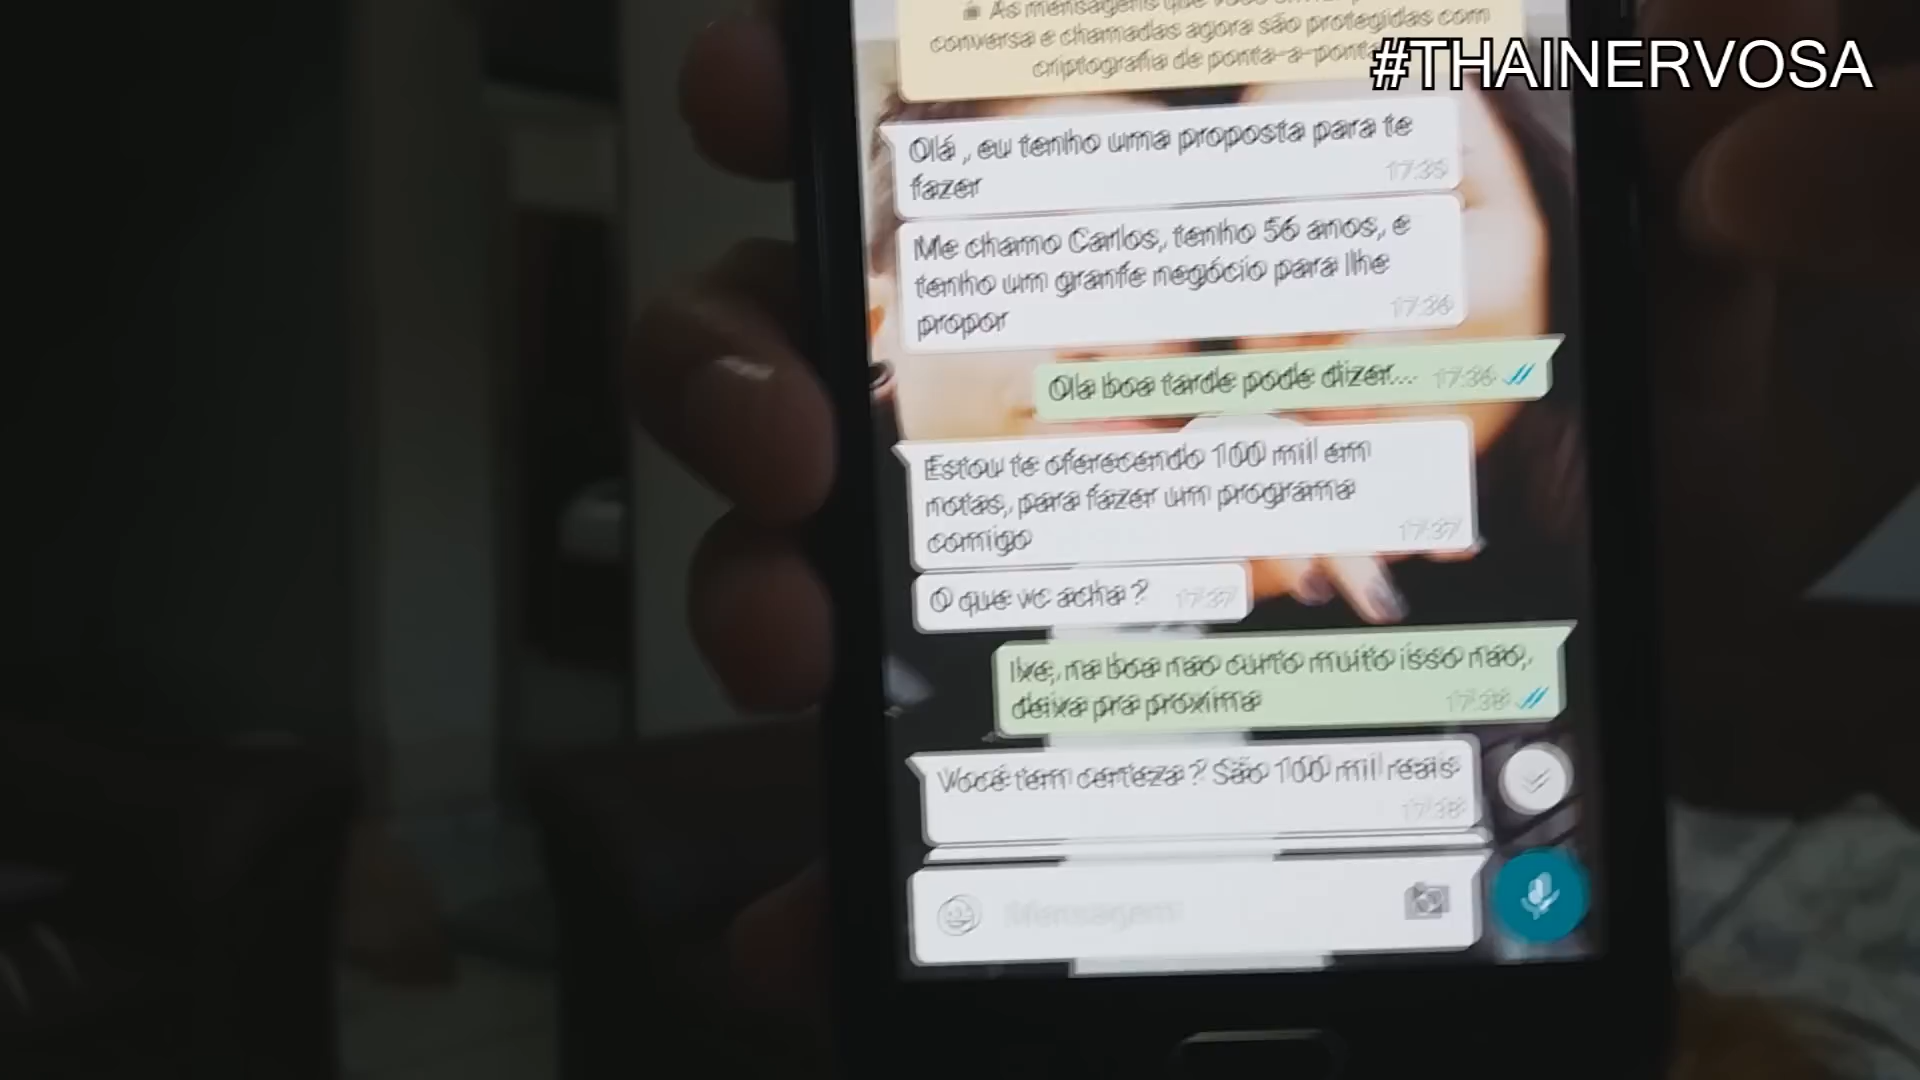 As mensagens que
conversa e chamadas agora são protegidas com
criptografia de ponta-a-ponta
#THAINERVOSA
Olá , eu tenho uma proposta para te
fazer
17:35
Me chamo Carlos, tenho 56 anos, e
tenho um granfe negócio para lhe
propor
17:36
Ola boa tarde pode dizer... 17:36
Estou te oferecendo 100 mil em
notas, para fazer um programa
comigo
17:37
O que vc acha? 17:37
Ixe, na boa nao curto muito isso nao,
deixa pra proxima
17:38
Você tem certeza? São 100 mil reais
17:38
Mensagem